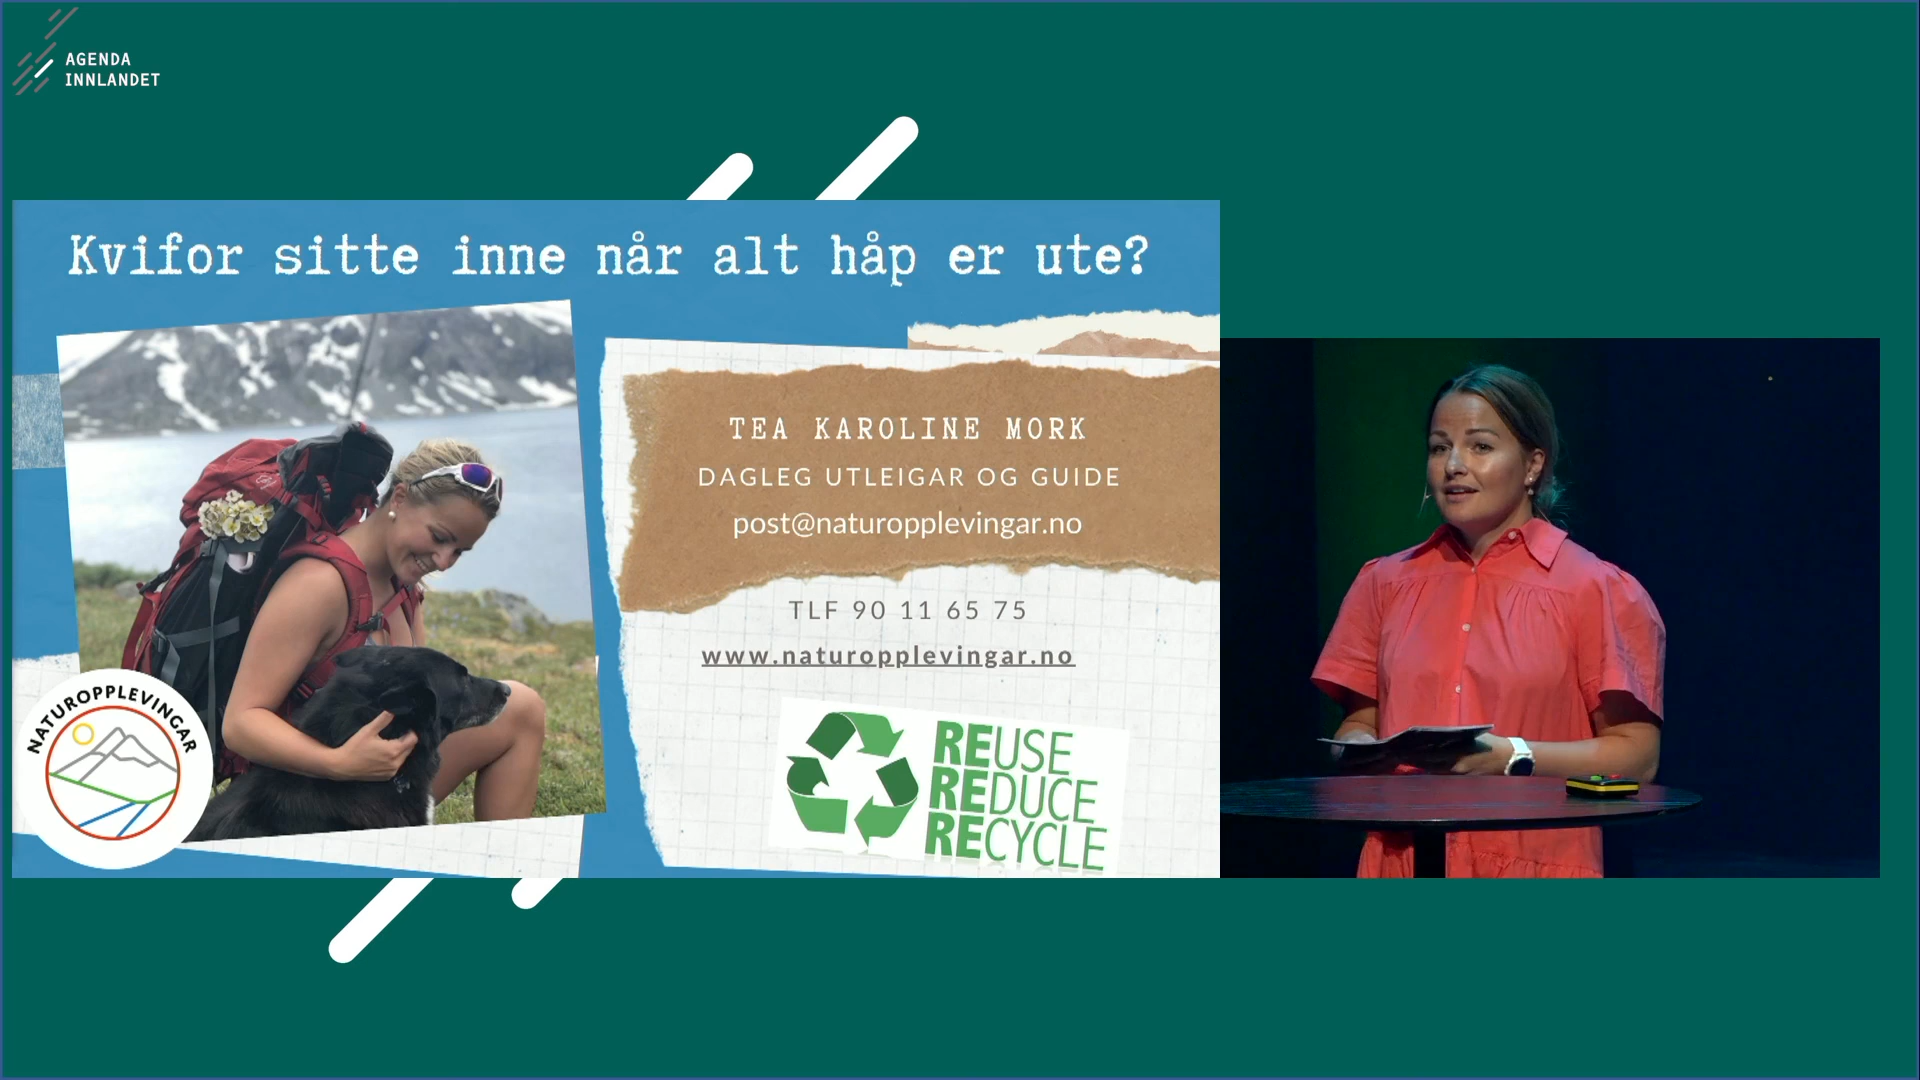 AGENDA
INNLANDET
Kvifor sitte inne når alt håp er ute?
TEA KAROLINE MORK
DAGLEG UTLEIGAR OG GUIDE
post@naturopplevingar.no
TLF 90 11 65 75
www.naturopplevingar.no
NATUROPPLEVINGAR
REUSE
REDUCE
RECYCLE